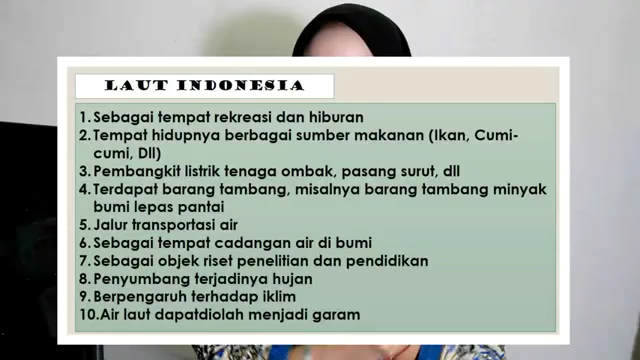 LAUT INDONESIA
1. Sebagai tempat rekreasi dan hiburan
2. Tempat hidupnya berbagai sumber makanan (Ikan, Cumi-
cumi, Dll)
3. Pembangkit listrik tenaga ombak, pasang surut, dll
4. Terdapat barang tambang, misalnya barang tambang minyak
bumi lepas pantai
5. Jalur transportasi air
6. Sebagai tempat cadangan air di bumi
7. Sebagai objek riset penelitian dan pendidikan
8. Penyumbang terjadinya hujan
9. Berpengaruh terhadap iklim
10. Air laut dapatdiolah menjadi garam